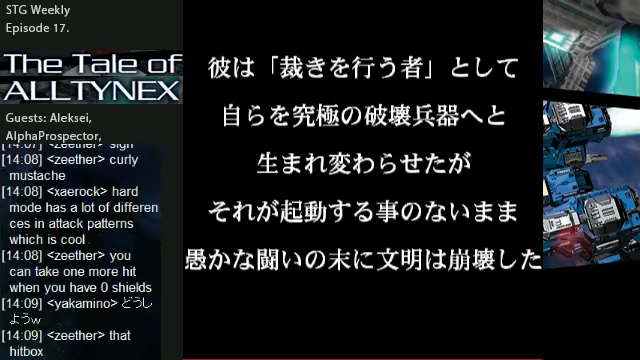 STG Weekly
Episode 17.
The Tale of
ALLTYNEX
Guests: Aleksei,
AlphaProspector,
[14:07] <zeether> sigh
[14:08] <zeether> curly
mustache
[14:08] <xaerock> hard
mode has a lot of differen
ces in attack patterns
which is cool
[14:08] <zeether> you
can take one more hit
when you have 0 shields
[14:09] <yakamino> どうし
ようw
[14:09] <zeether> that
hitbox
彼は「裁きを行う者」として
自らを究極の破壊兵器へと
生まれ変わらせたが
それが起動する事のないまま
愚かな闘いの末に文明は崩壊した